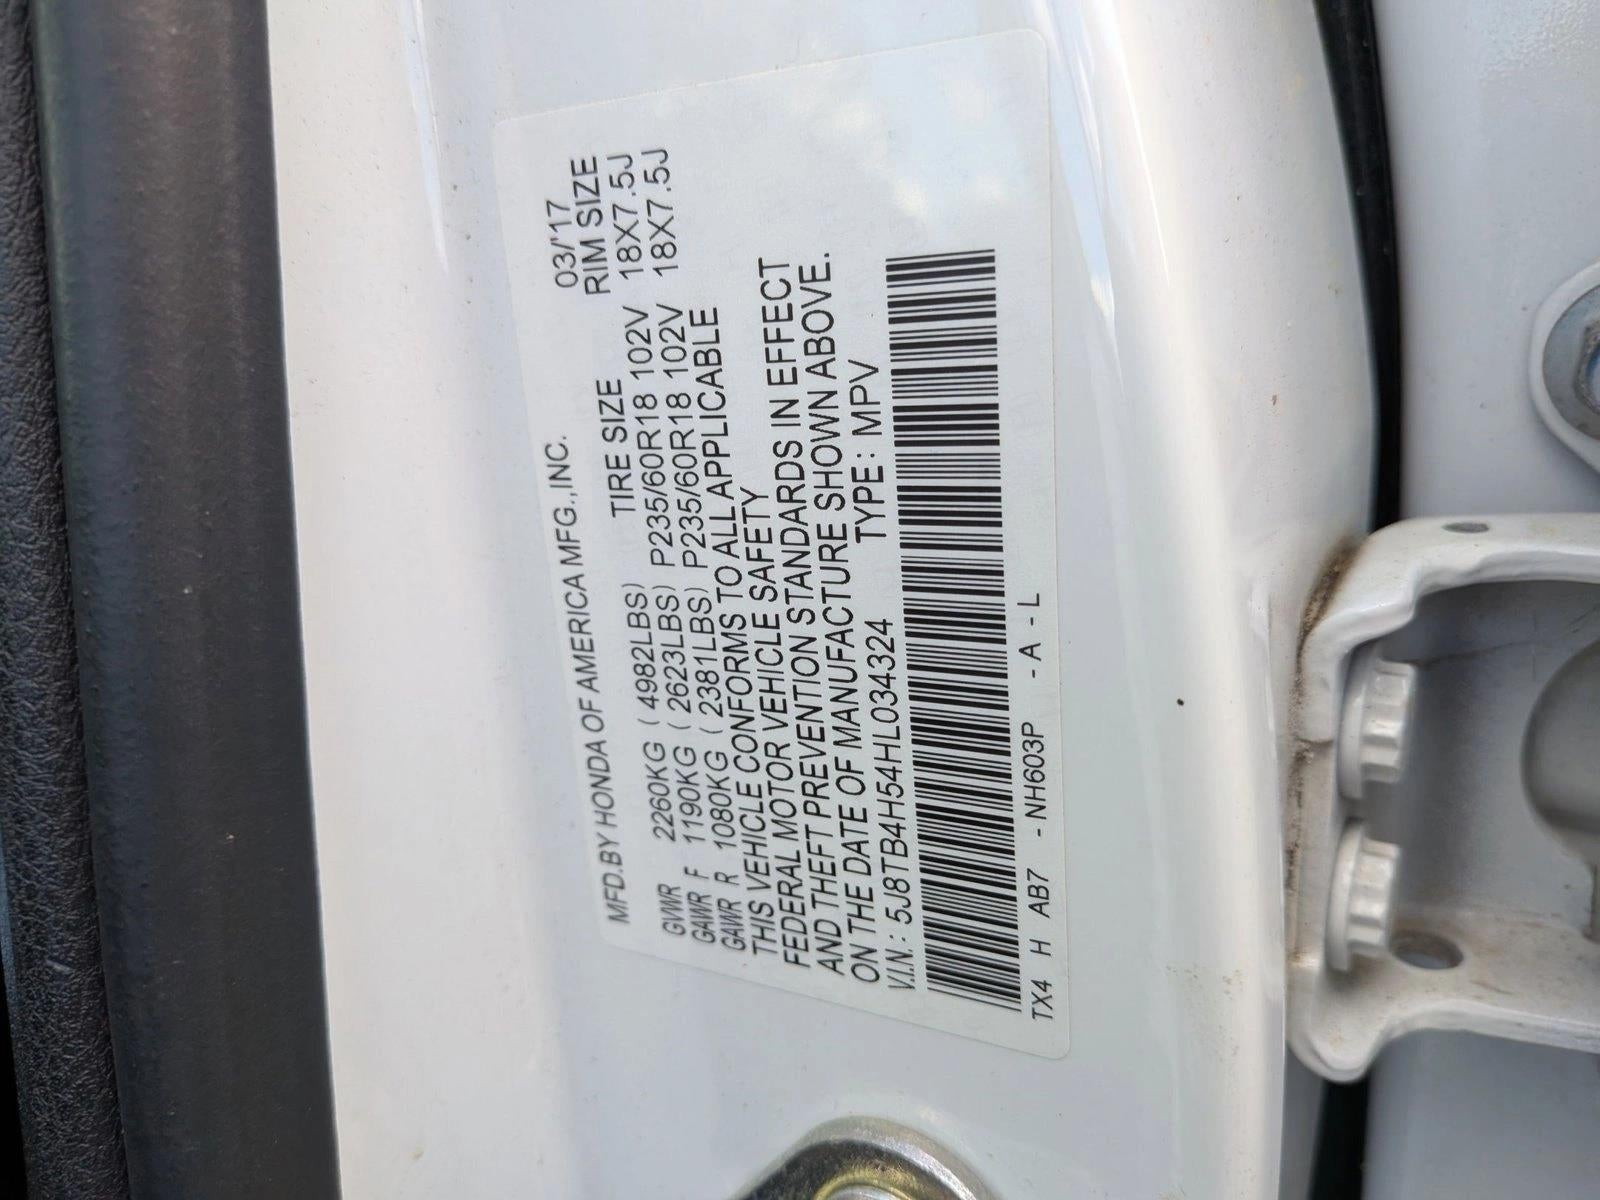 MFD.BY HONDA OF AMERICA MFG.,INC. 03/'17
TIRE SIZE RIM SIZE
GVWR 2260KG ( 4982LBS)
GAWR F 1190KG ( 2623LBS) P235/60R18 102V 18X7.5J
GAWR R 1080KG ( 2381LBS) P235/60R18 102V 18X7.5J
THIS VEHICLE CONFORMS TO ALL APPLICABLE
FEDERAL MOTOR VEHICLE SAFETY
AND THEFT PREVENTION STANDARDS IN EFFECT
ON THE DATE OF MANUFACTURE SHOWN ABOVE.
V.I.N.: 5J8TB4H54HL034324 TYPE: MPV
TX4 H AB7 - NH603P - A - L